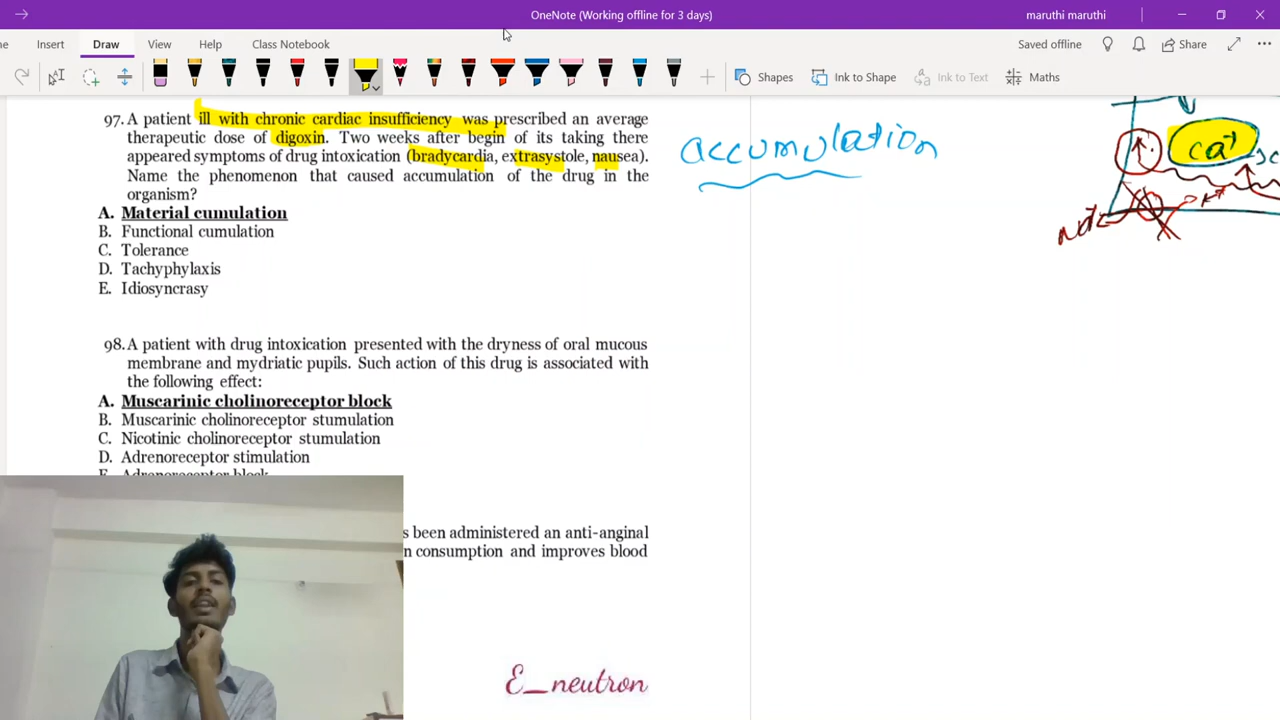 OneNote (Working offline for 3 days)
maruthi maruthi
Insert
Draw
View
Help
Class Notebook
Saved offline
Share
Shapes
Ink to Shape
Ink to Text
Maths
97. A patient ill with chronic cardiac insufficiency was prescribed an average
therapeutic dose of digoxin. Two weeks after begin of its taking there
appeared symptoms of drug intoxication (bradycardia, extrasystole, nausea).
Name the phenomenon that caused accumulation of the drug in the
organism?
A. Material cumulation
B. Functional cumulation
C. Tolerance
D. Tachyphylaxis
E. Idiosyncrasy
accumulation
ca+
98. A patient with drug intoxication presented with the dryness of oral mucous
membrane and mydriatic pupils. Such action of this drug is associated with
the following effect:
A. Muscarinic cholinoreceptor block
B. Muscarinic cholinoreceptor stumulation
C. Nicotinic cholinoreceptor stumulation
D. Adrenoreceptor stimulation
E. Adrenoreceptor block
s been administered an anti-anginal
n consumption and improves blood
E_neutron